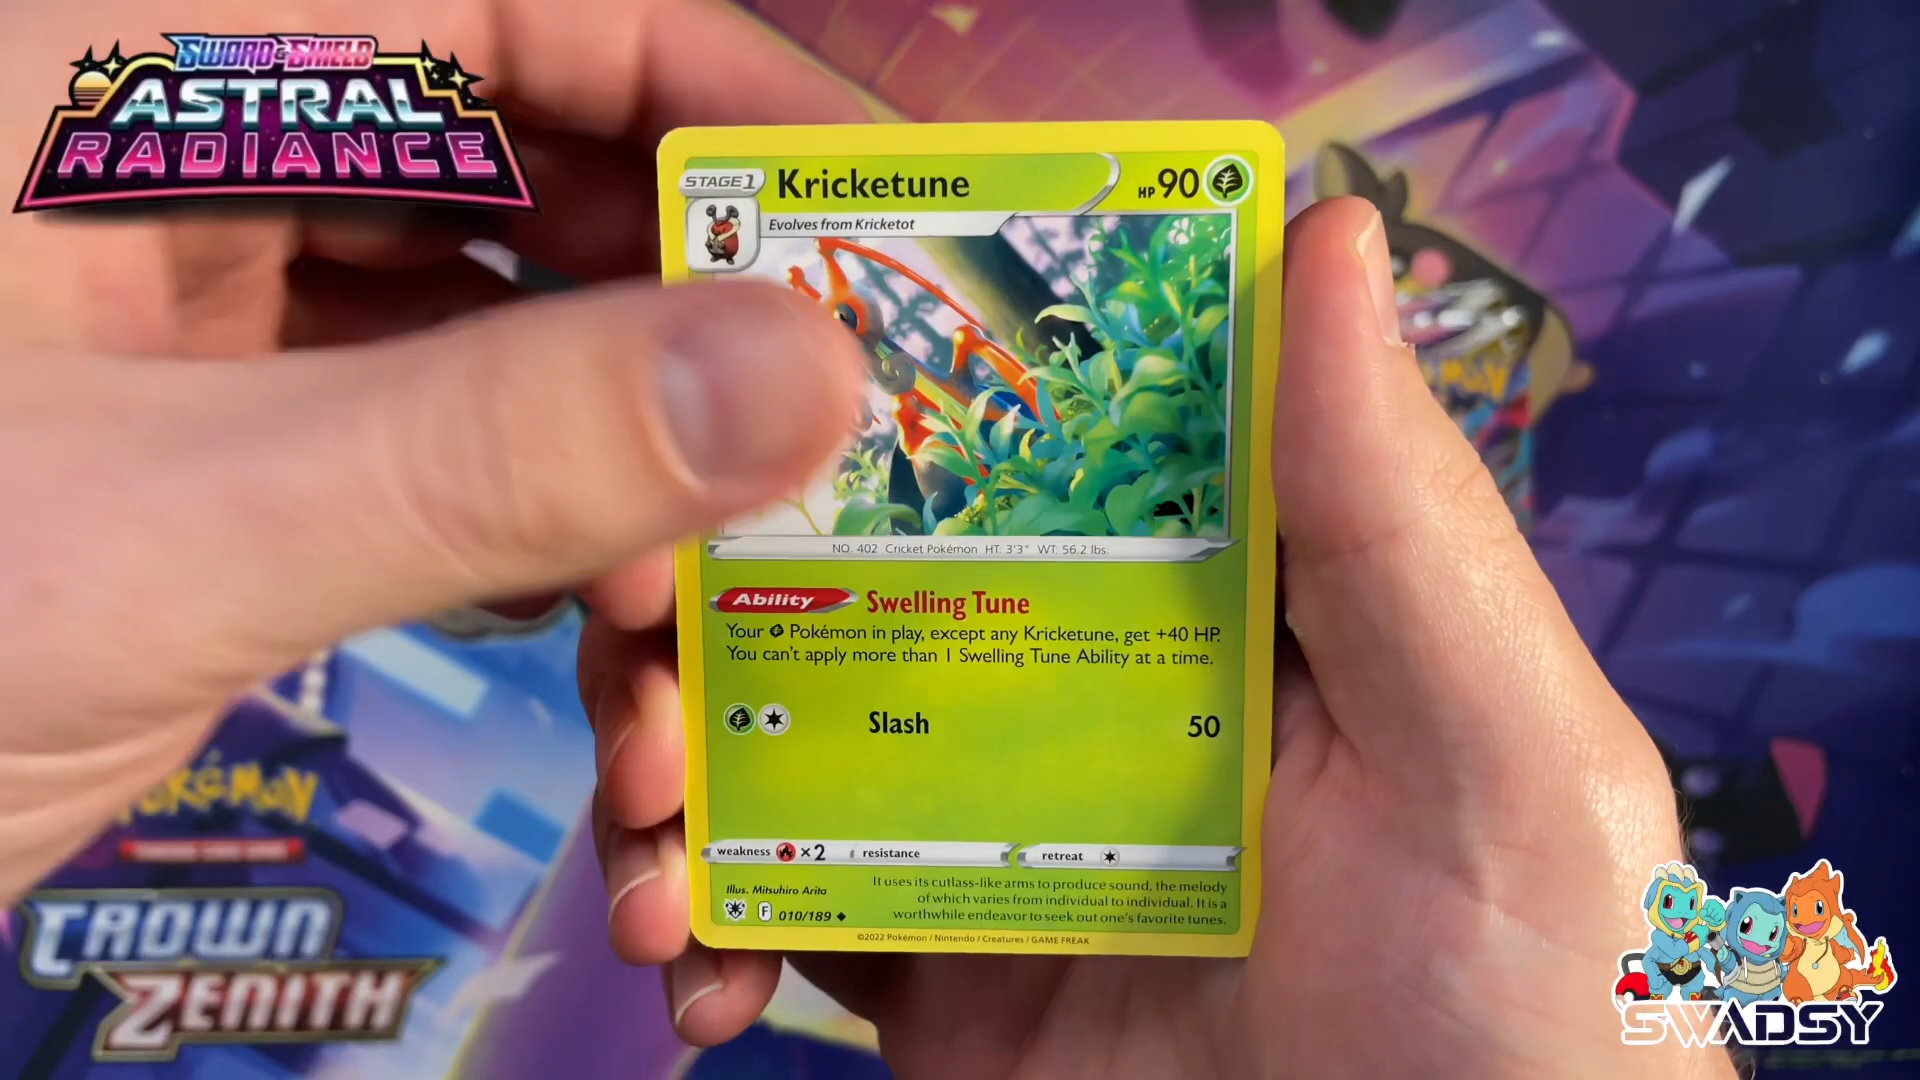 SWORD & SHIELD
ASTRAL
RADIANCE
STAGE 1
Kricketune
HP 90
Evolves from Kricketot
NO. 402 Cricket Pokémon HT: 3'3" WT: 56.2 lbs.
Ability Swelling Tune
Your Pokémon in play, except any Kricketune, get +40 HP.
You can't apply more than 1 Swelling Tune Ability at a time.
Slash 50
weakness ×2 resistance retreat
Illus. Mitsuhiro Arita
It uses its cutlass-like arms to produce sound, the melody
of which varies from individual to individual. It is a
worthwhile endeavor to seek out one's favorite tunes.
F 010/189
©2022 Pokémon / Nintendo / Creatures / GAME FREAK
POKéMON
CROWN
ZENITH
SWADSY